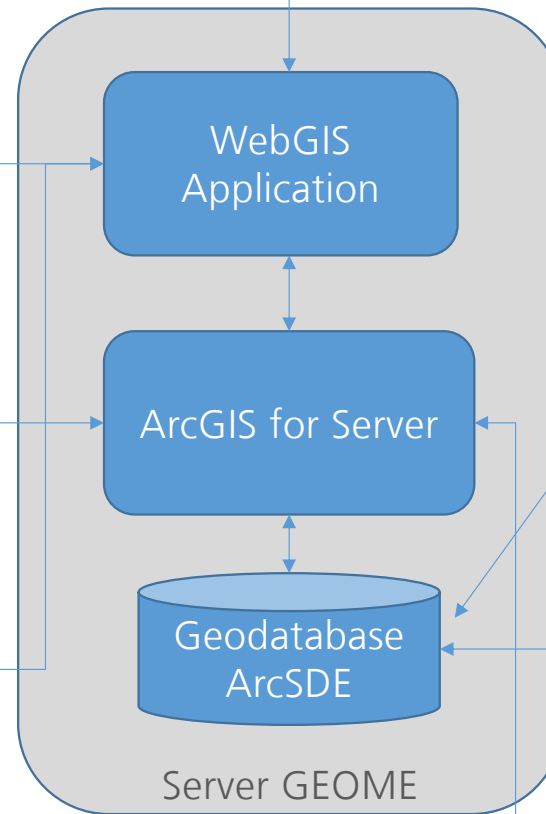 WebGIS
Application
ArcGIS for Server
Geodatabase
ArcSDE
Server GEOME